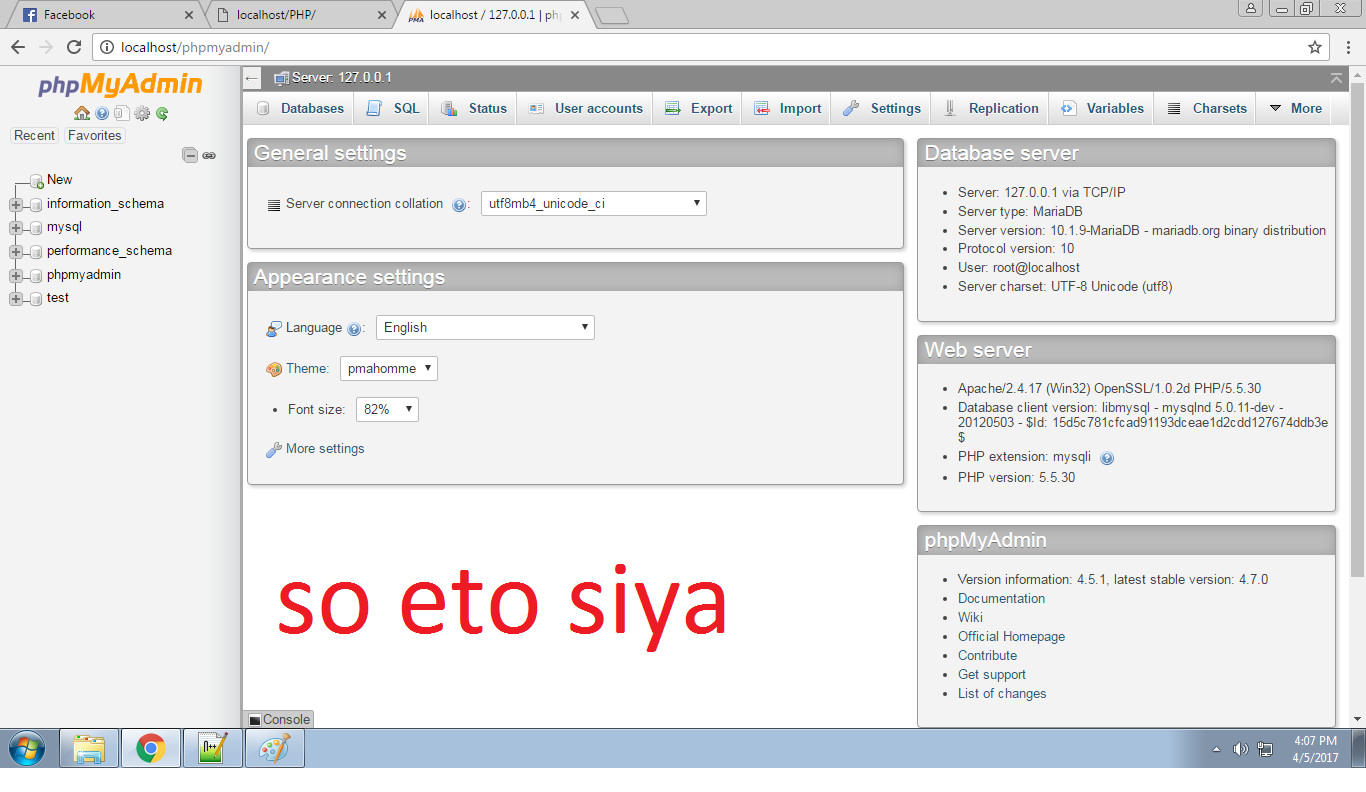 Facebook
localhost/PHP/
localhost / 127.0.0.1 | ph
localhost/phpmyadmin/
phpMyAdmin
Recent Favorites
New
information_schema
mysql
performance_schema
phpmyadmin
test
Server: 127.0.0.1
Databases SQL Status User accounts Export Import Settings Replication Variables Charsets More
General settings
Server connection collation : utf8mb4_unicode_ci
Appearance settings
Language : English
Theme: pmahomme
Font size: 82%
More settings
so eto siya
Console
Database server
Server: 127.0.0.1 via TCP/IP
Server type: MariaDB
Server version: 10.1.9-MariaDB - mariadb.org binary distribution
Protocol version: 10
User: root@localhost
Server charset: UTF-8 Unicode (utf8)
Web server
Apache/2.4.17 (Win32) OpenSSL/1.0.2d PHP/5.5.30
Database client version: libmysql - mysqlnd 5.0.11-dev -
20120503 - $Id: 15d5c781cfcad91193dceae1d2cdd127674ddb3e
$
PHP extension: mysqli
PHP version: 5.5.30
phpMyAdmin
Version information: 4.5.1, latest stable version: 4.7.0
Documentation
Wiki
Official Homepage
Contribute
Get support
List of changes
4:07 PM
4/5/2017